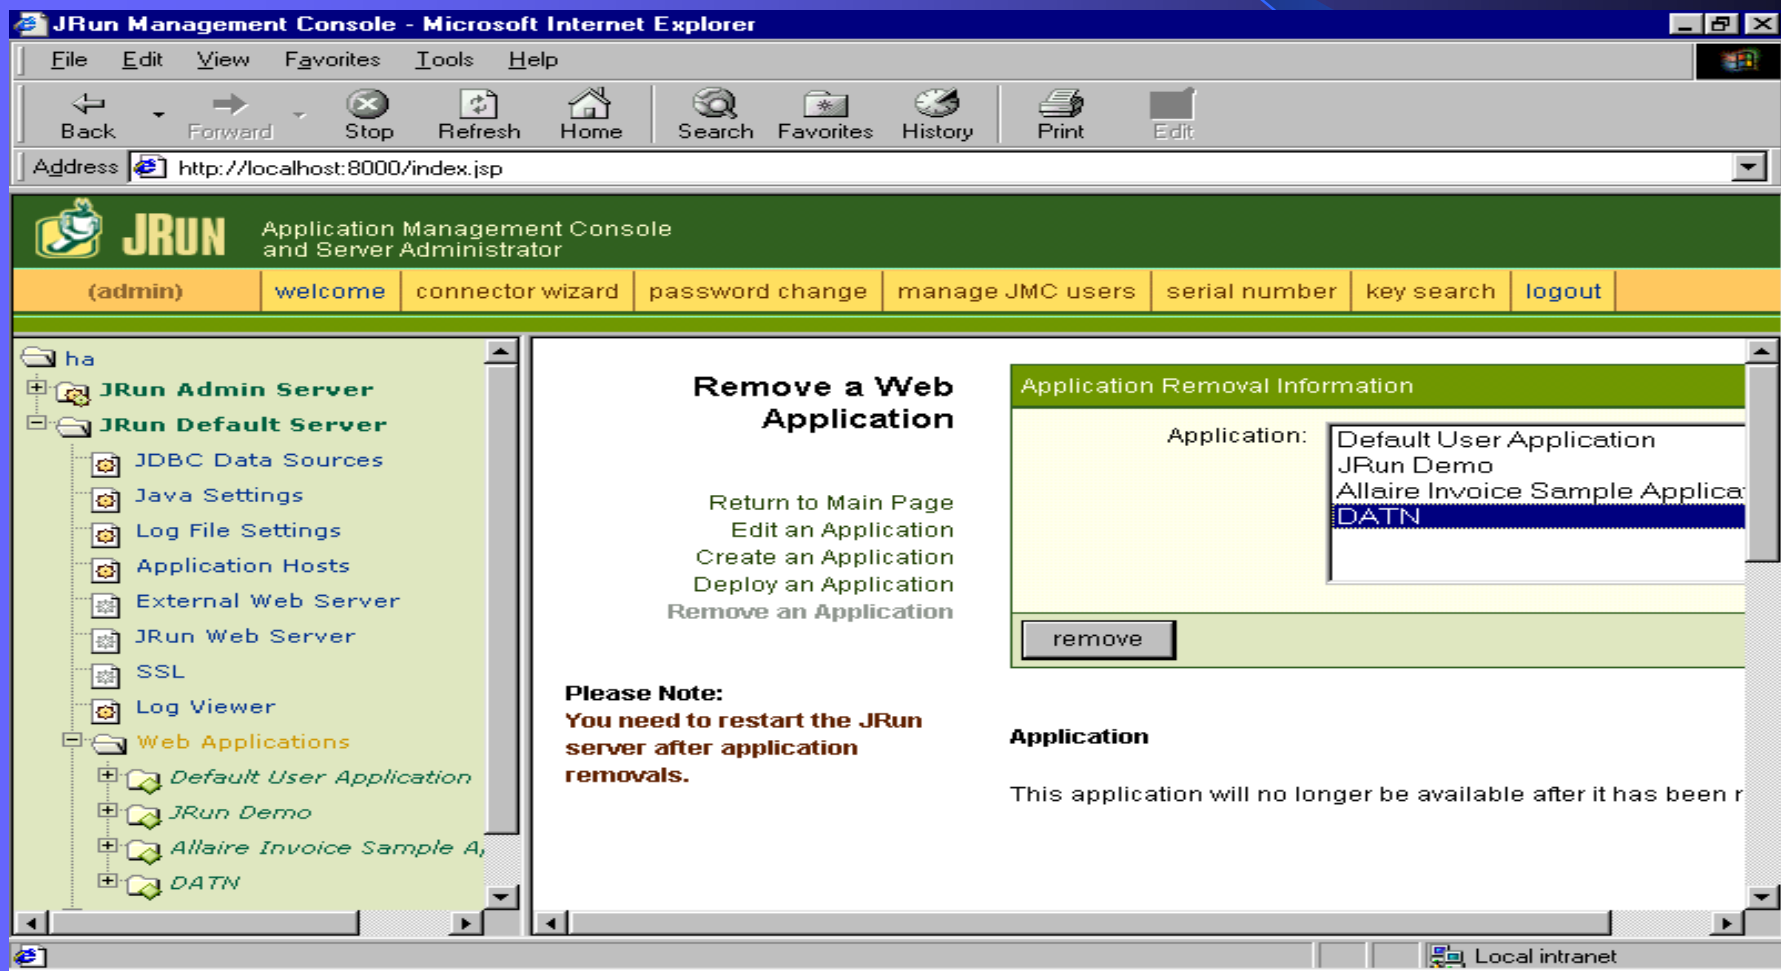 JRun Management Console - Microsoft Internet Explorer
File Edit View Favorites Tools Help
Back Forward Stop Refresh Home Search Favorites History Print Edit
Address http://localhost:8000/index.jsp
JRUN
Application Management Console
and Server Administrator
(admin) welcome connector wizard password change manage JMC users serial number key search logout
ha
JRun Admin Server
JRun Default Server
JDBC Data Sources
Java Settings
Log File Settings
Application Hosts
External Web Server
JRun Web Server
SSL
Log Viewer
Web Applications
Default User Application
JRun Demo
Allaire Invoice Sample
DATN
Remove a Web
Application
Return to Main Page
Edit an Application
Create an Application
Deploy an Application
Remove an Application
Please Note:
You need to restart the JRun
server after application
removals.
Application Removal Information
Application:
Default User Application
JRun Demo
Allaire Invoice Sample
DATN
remove
Application
This application will no longer be available after it has been
Local intranet